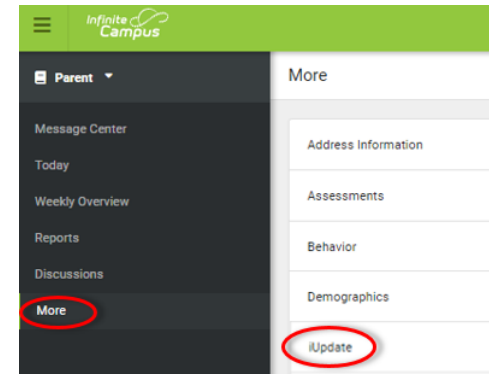 Infinite
Campus
Parent
Message Center
Today
Weekly Overview
Reports
Discussions
More
More
Address Information
Assessments
Behavior
Demographics
iUpdate